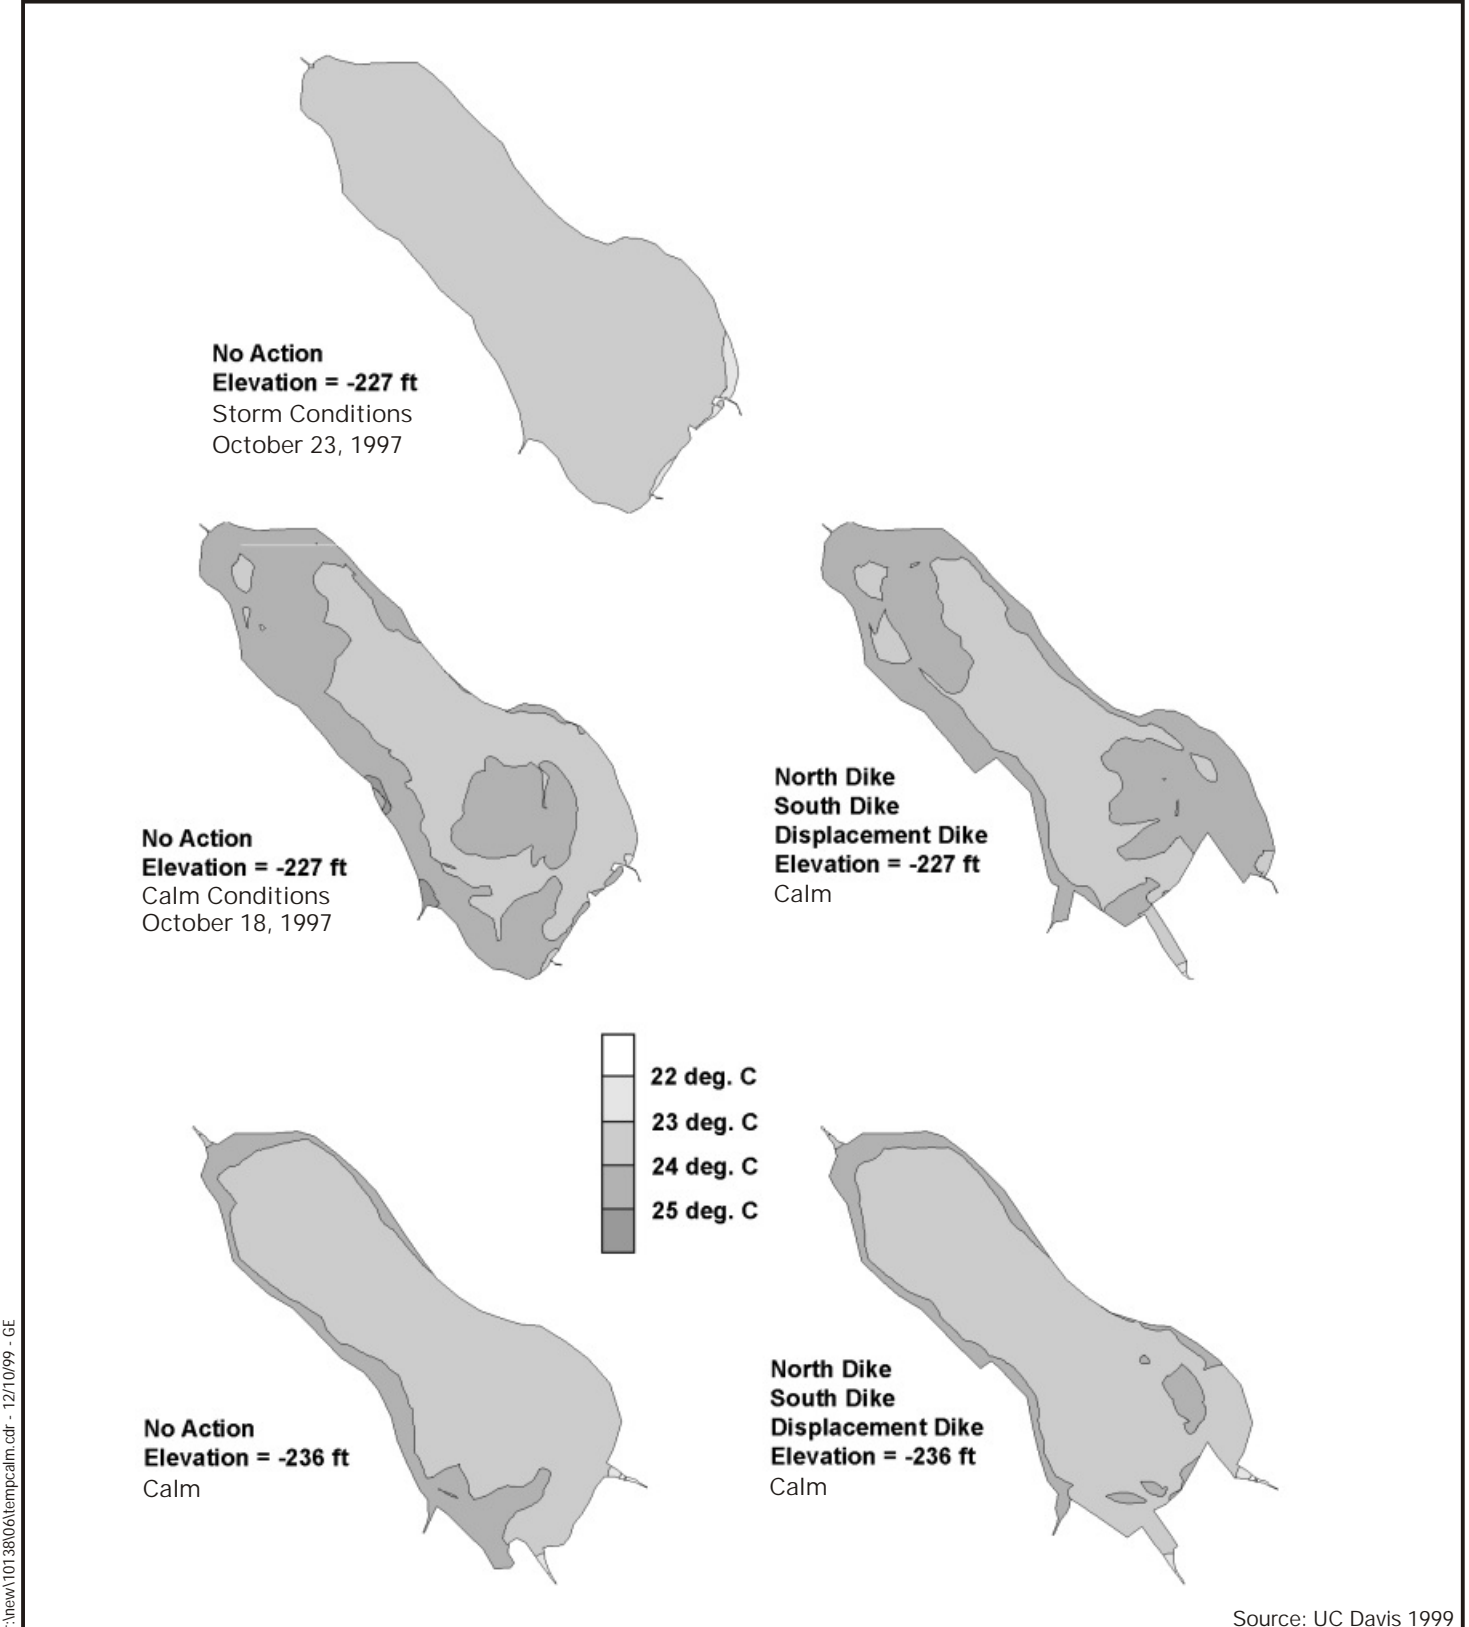 No Action
Elevation = -227 ft
Storm Conditions
October 23, 1997
No Action
Elevation = -227 ft
Calm Conditions
October 18, 1997
North Dike
South Dike
Displacement Dike
Elevation = -227 ft
Calm
22 deg. C
23 deg. C
24 deg. C
25 deg. C
No Action
Elevation = -236 ft
Calm
North Dike
South Dike
Displacement Dike
Elevation = -236 ft
Calm
Source: UC Davis 1999
:\new\10138\06\tempcalm.cdr - 12/10/99 - GE